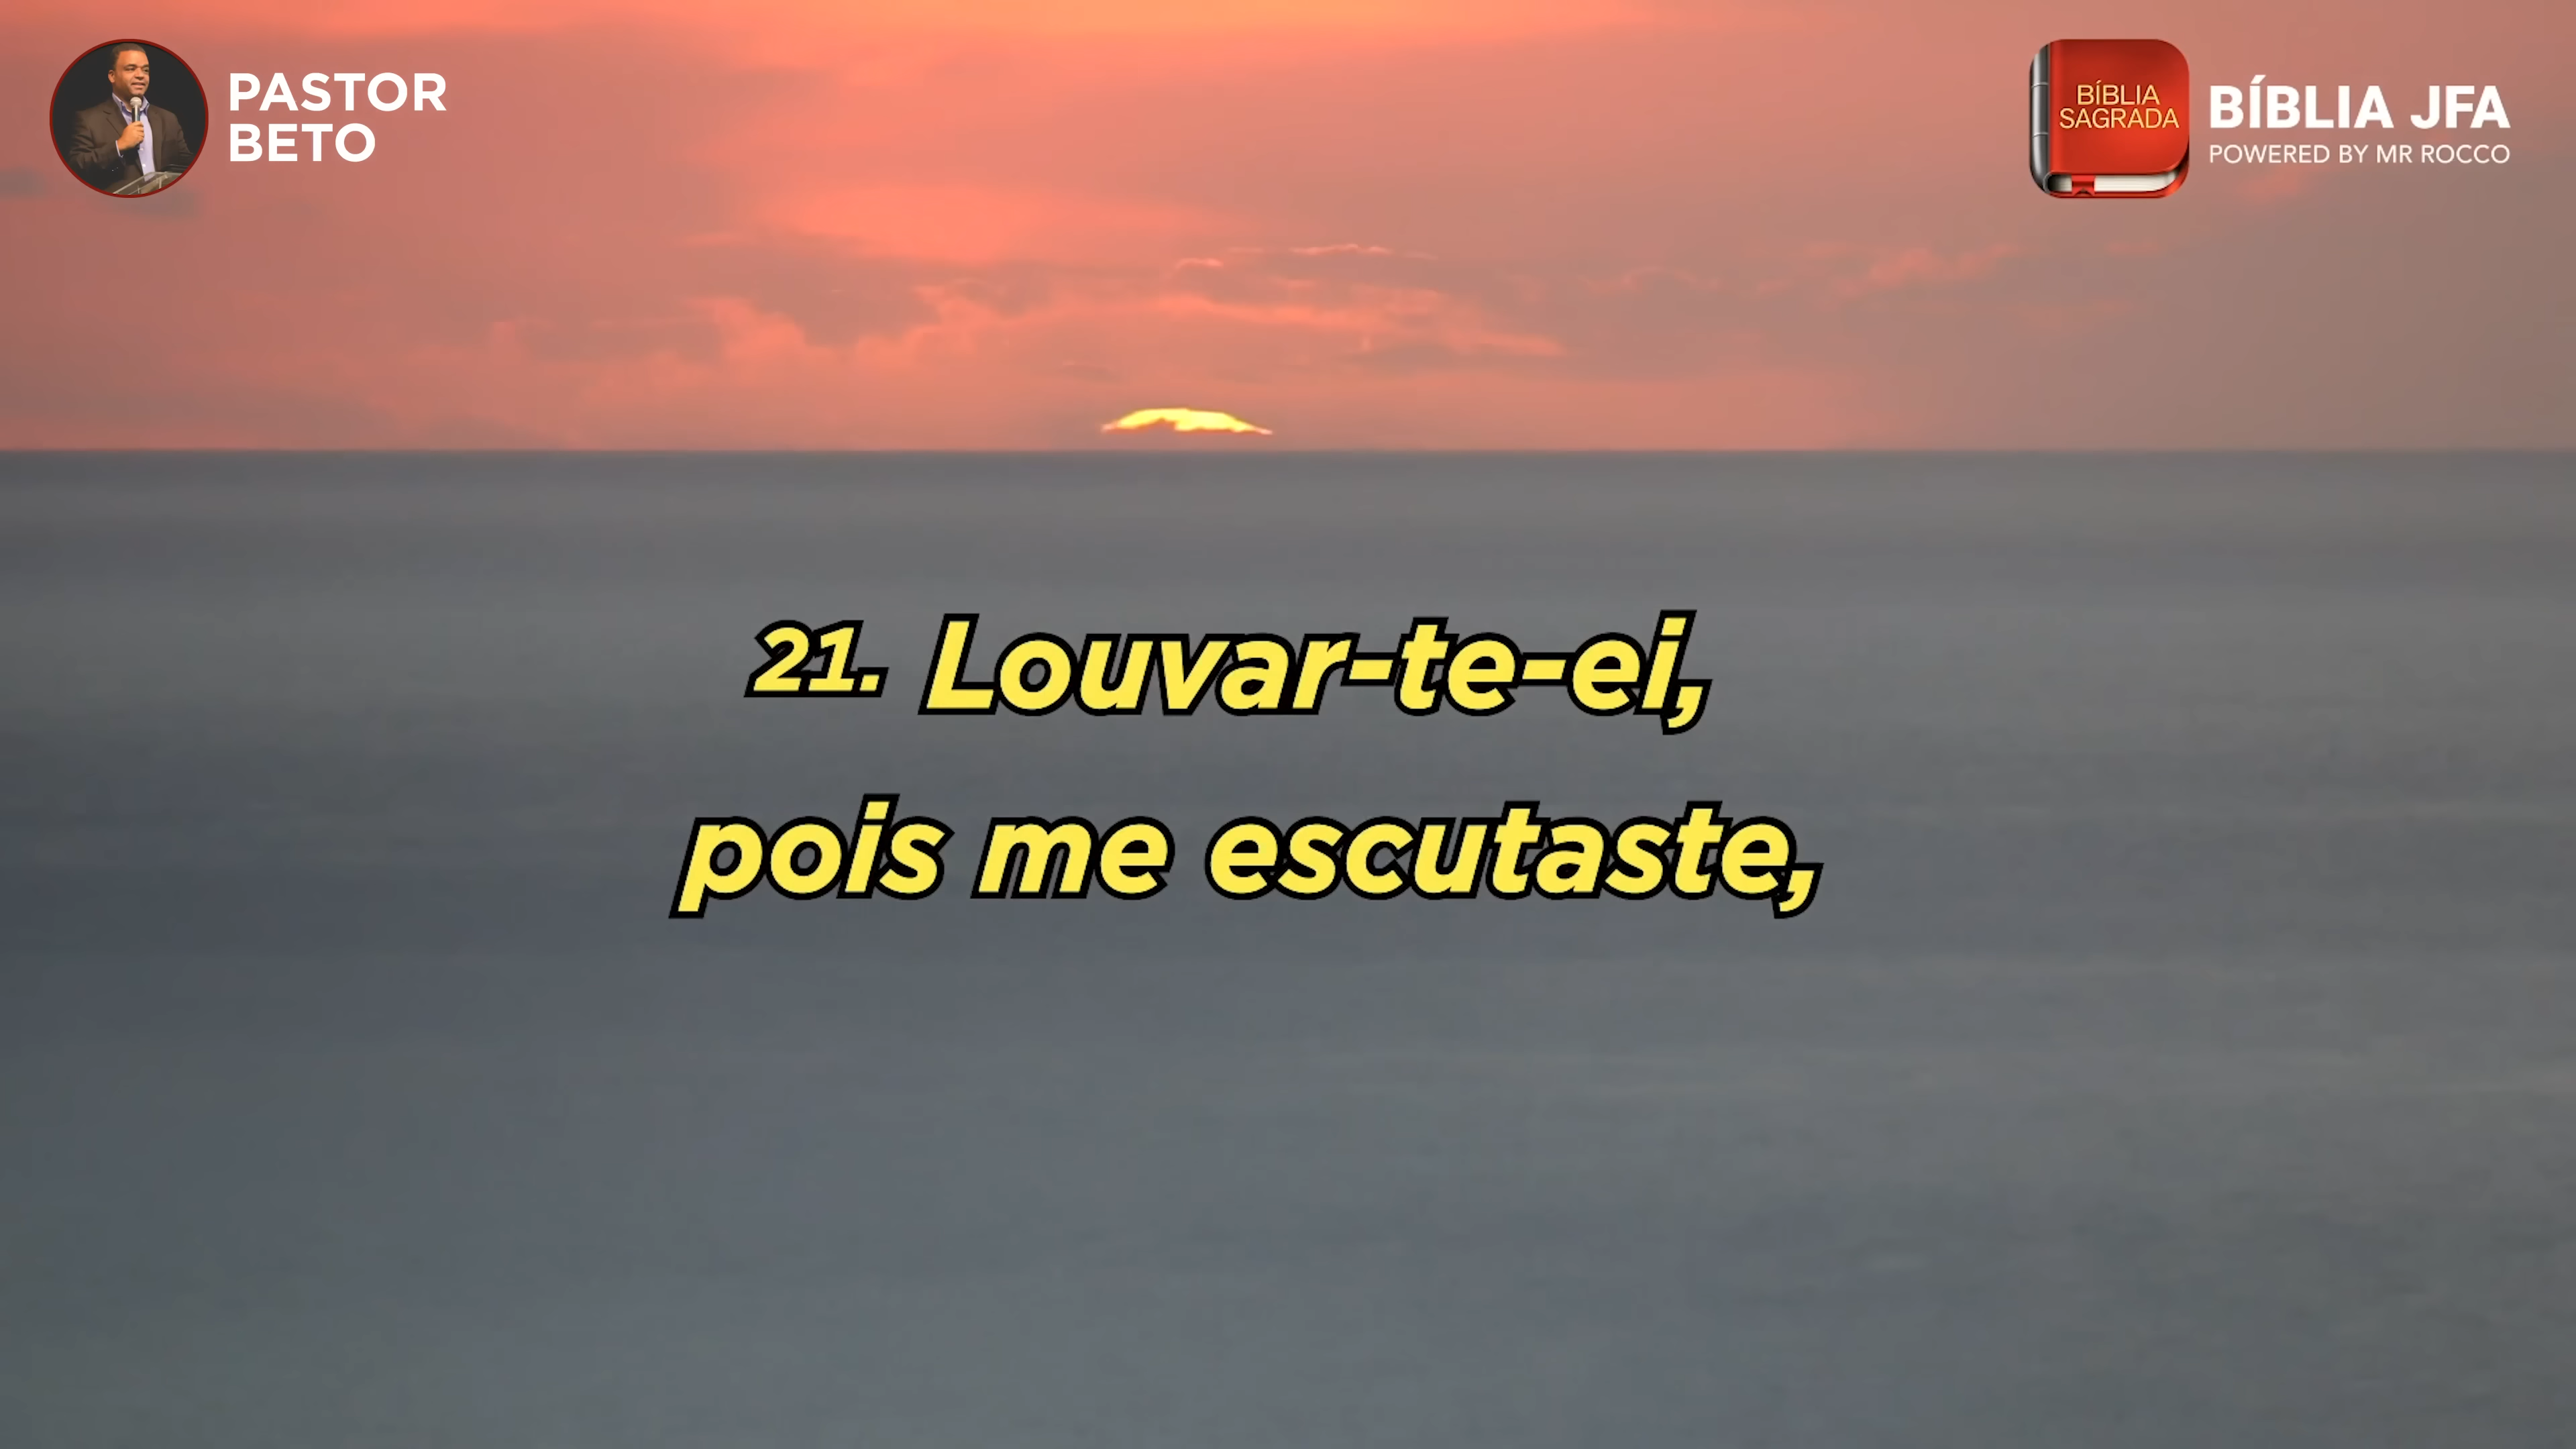 PASTOR
BETO
BÍBLIA
SAGRADA
BÍBLIA JFA
POWERED BY MR ROCCO
21. Louvar-te-ei,
pois me escutaste,